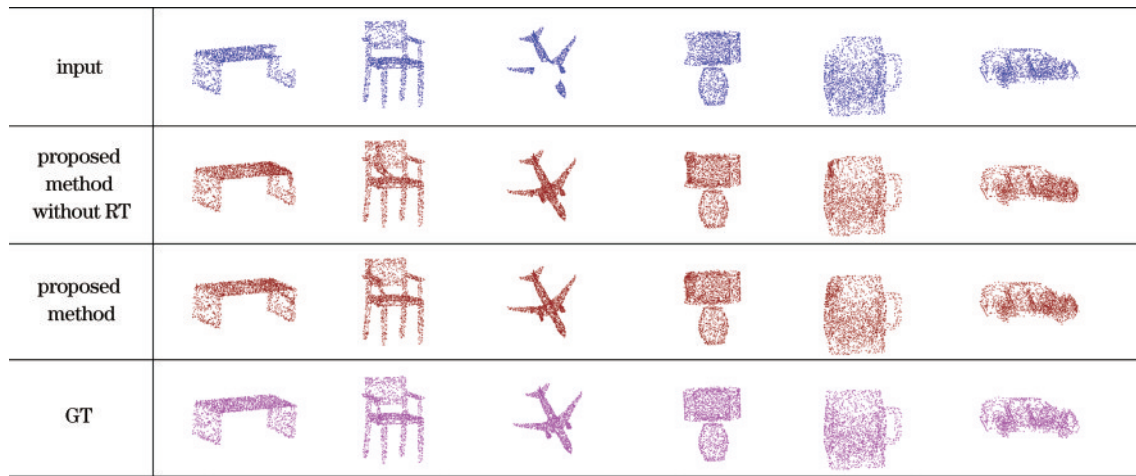 input
proposed
method
without RT
proposed
method
GT